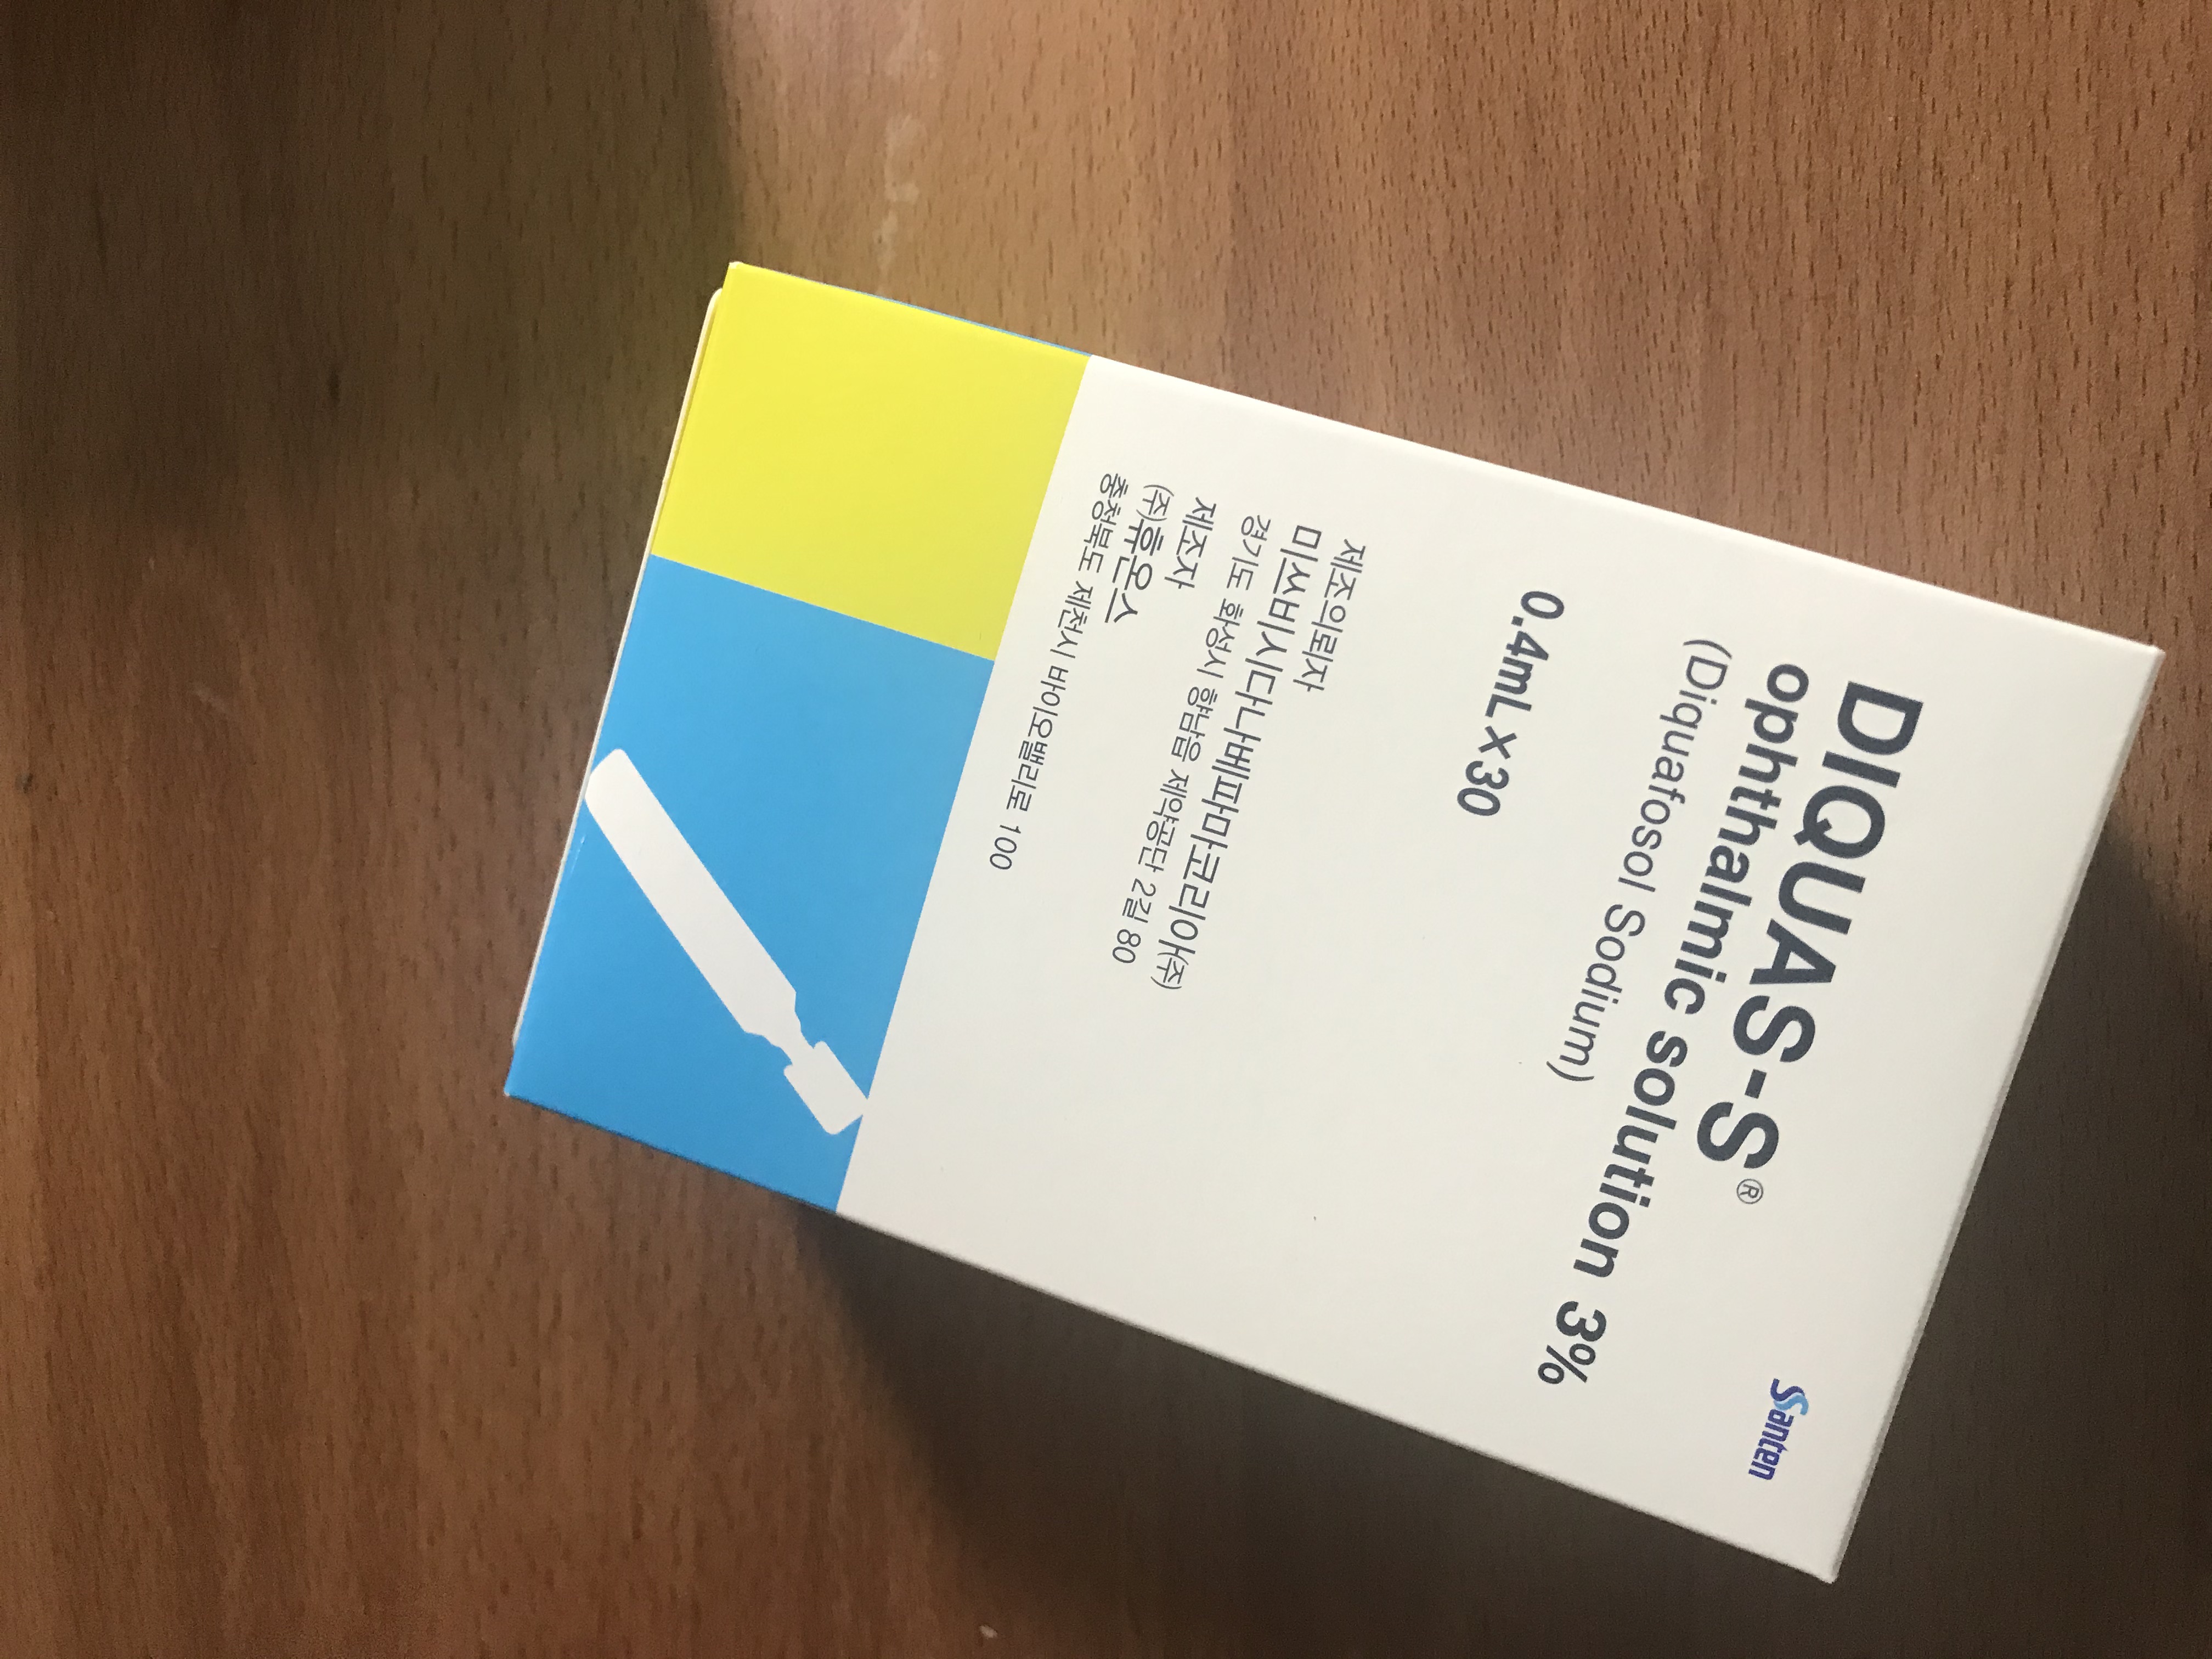 Santen
DIQUAS-S®
ophthalmic solution 3%
(Diquafosol Sodium)
0.4mL×30
제조의뢰자
미쓰비시다나베파마코리아(주)
경기도 화성시 향남읍 제약공단 2길 80
제조자
(주)휴온스
충청북도 제천시 바이오밸리로 100